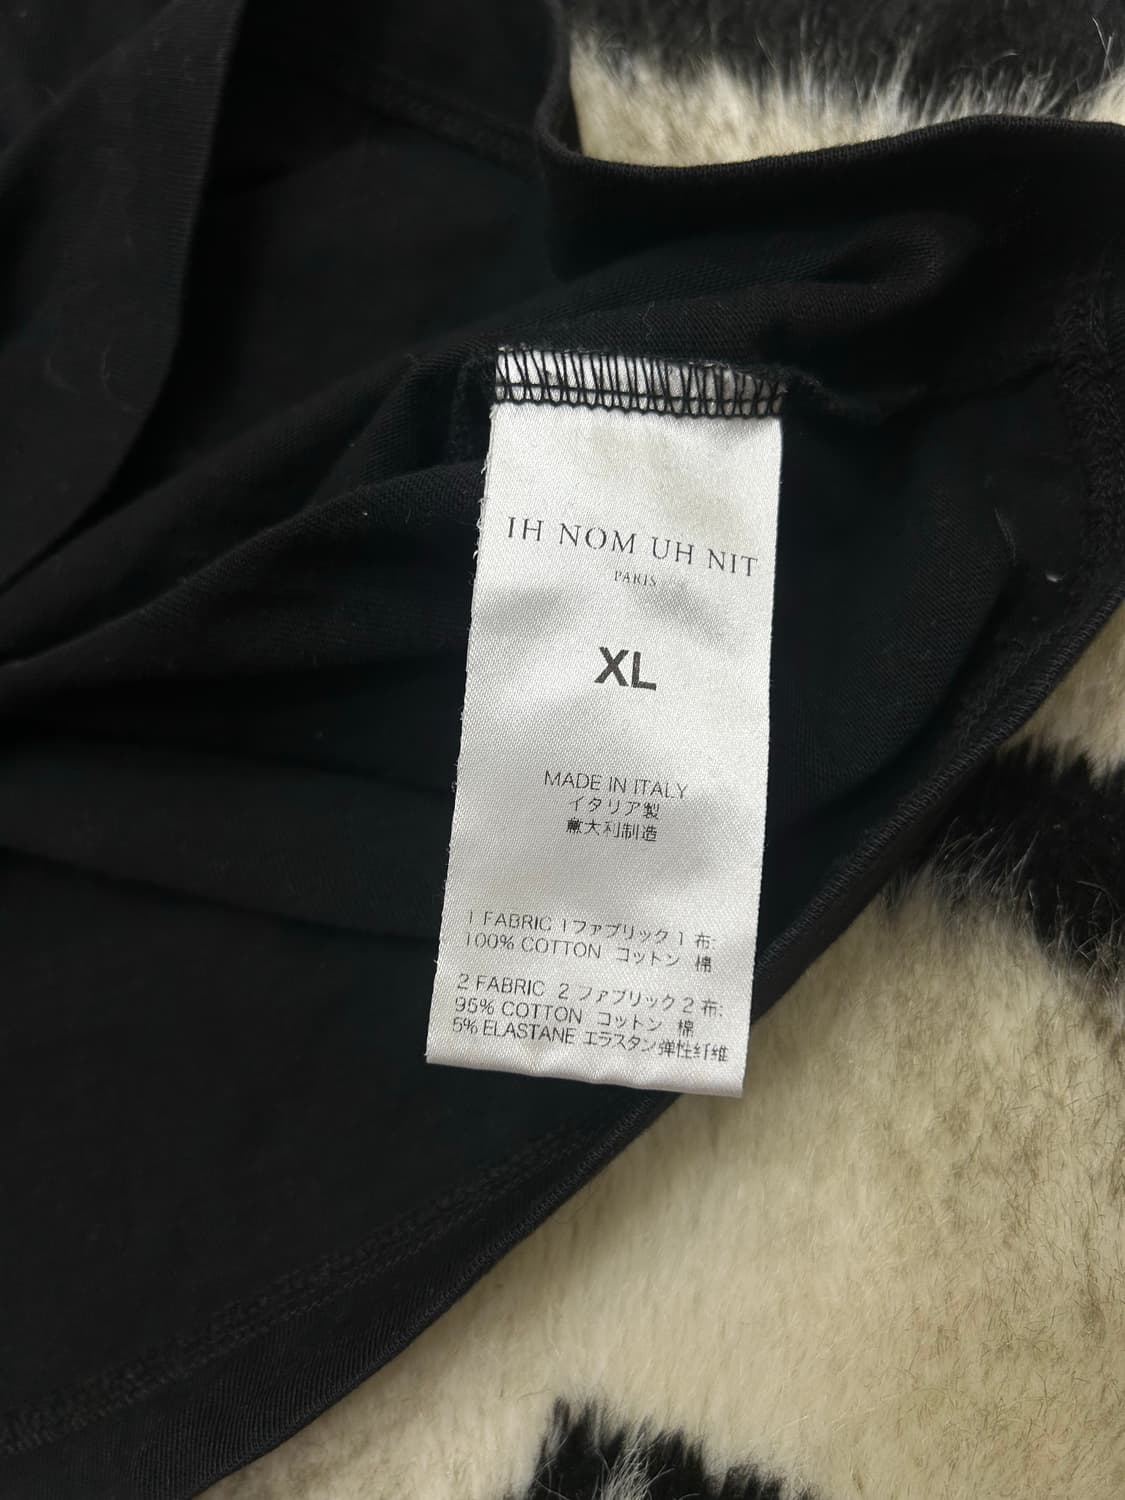 IH NOM UH NIT
PARIS
XL
MADE IN ITALY
イタリア製
意大利制造
1 FABRIC 1ファブリック 1 布:
100% COTTON コットン 棉
2 FABRIC 2 ファブリック 2 布:
95% COTTON コットン 棉
5% ELASTANE エラスタン弹性纤维